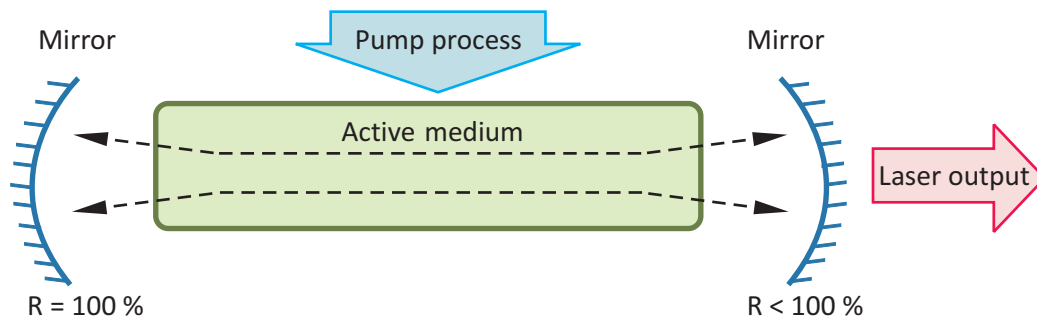 Mirror
Pump process
Mirror
Active medium
Laser output
R = 100 %
R < 100 %